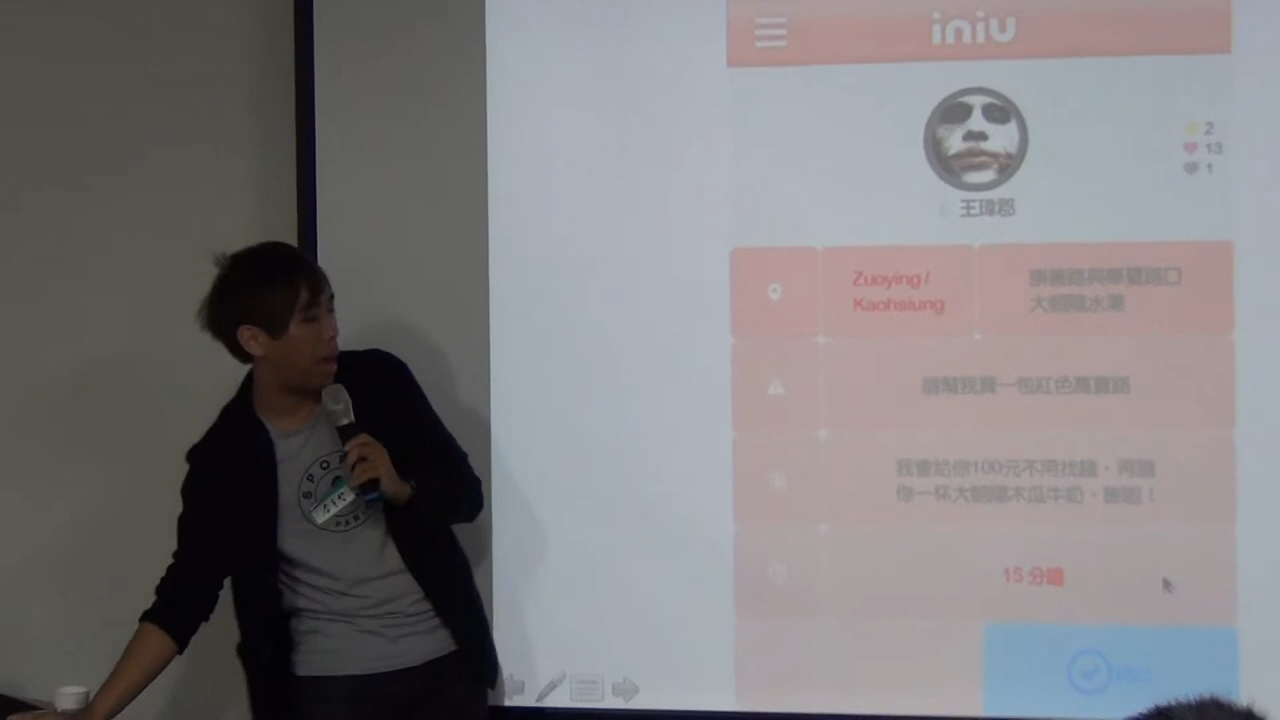 iniu
2
13
1
王瑋郡
Zuoying /
Kaohsiung
路口
大 水果
請幫我買一包紅色萬寶路
我會給你100元不用找錢,再請
你一杯大 木瓜牛奶,謝謝!
15 分鐘
SPOR